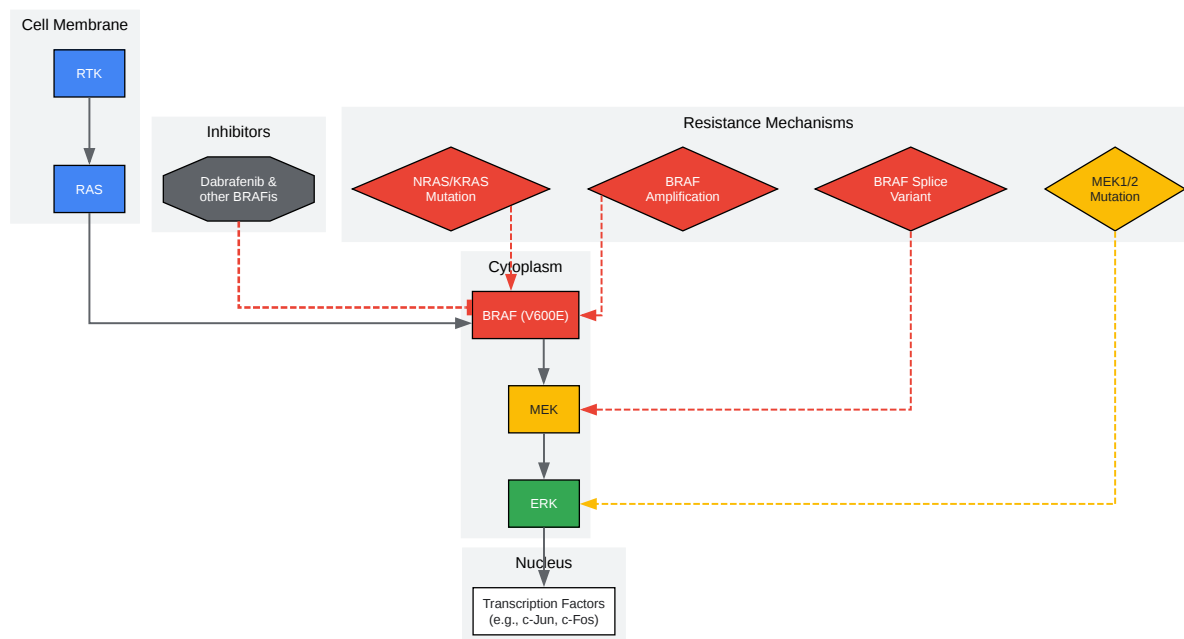 Cell Membrane
RTK
RAS
Inhibitors
Dabrafenib &
other BRAFis
Resistance Mechanisms
NRAS/KRAS
Mutation
BRAF
Amplification
BRAF Splice
Variant
MEK1/2
Mutation
Cytoplasm
BRAF (V600E)
MEK
ERK
Nucleus
Transcription Factors
(e.g., c-Jun, c-Fos)